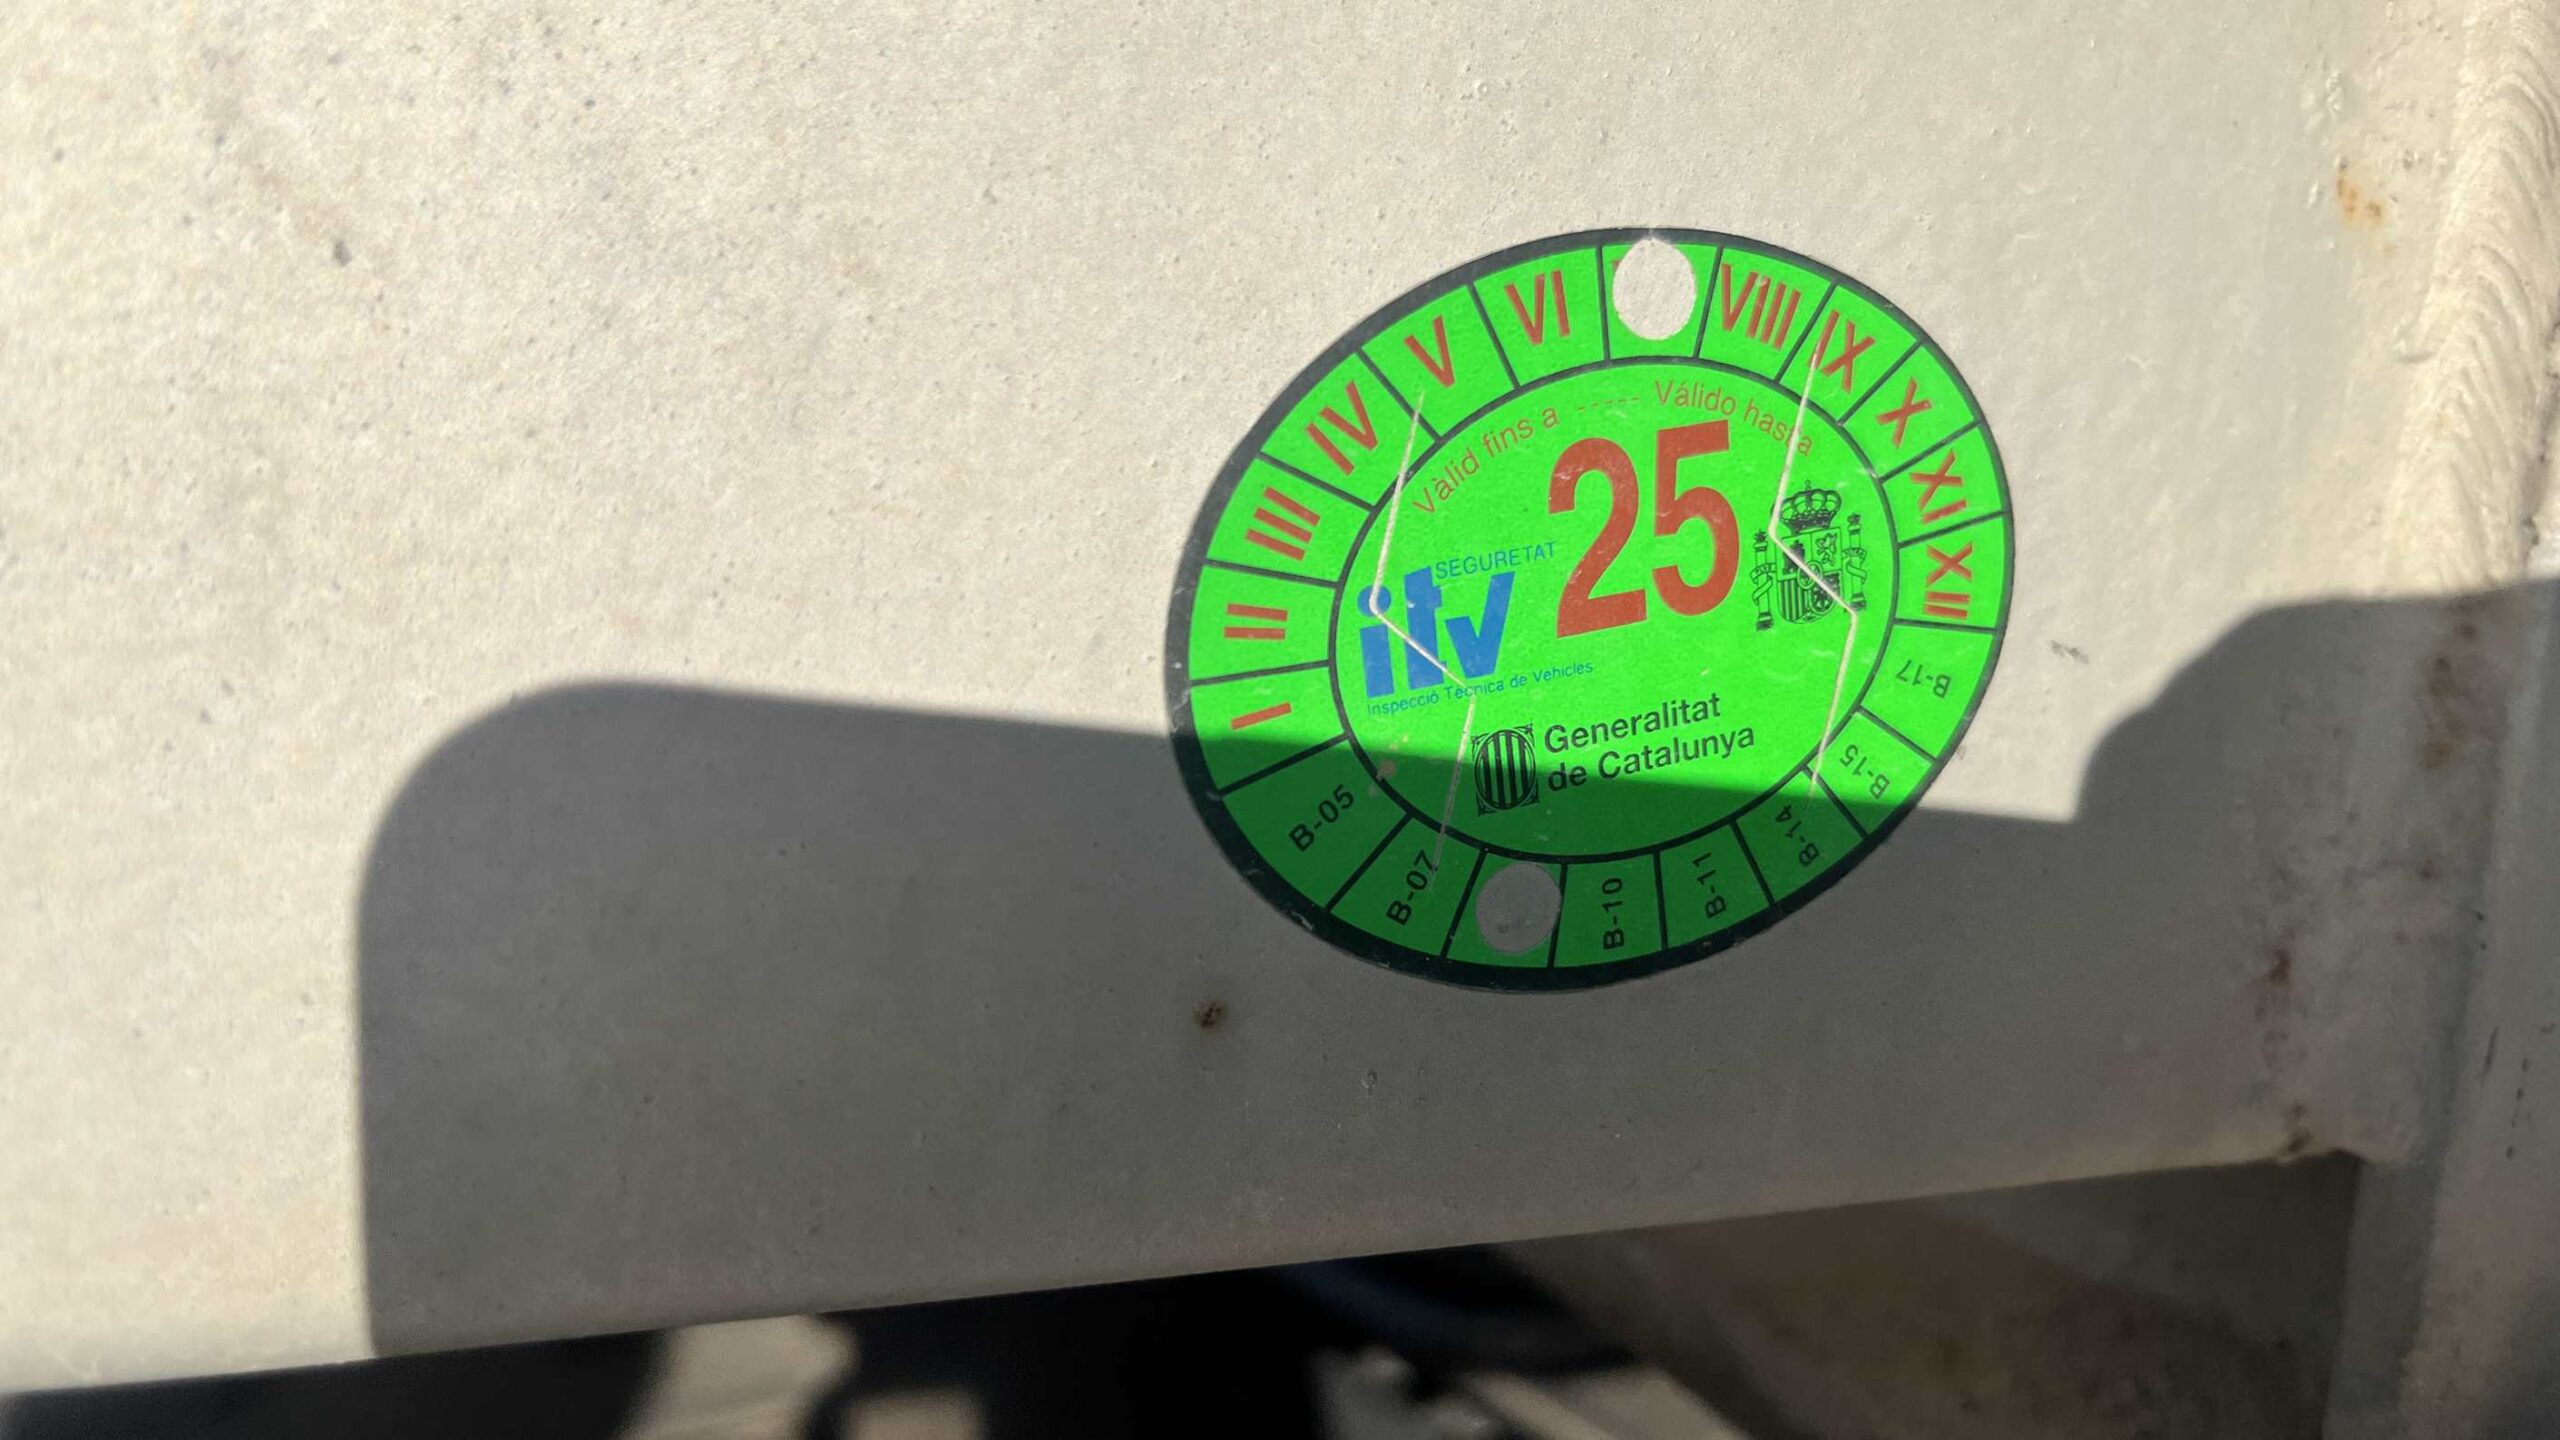 I
II
III
IV
V
VI
VIII
IX
X
XI
XII
Vàlid fins a ----- Válido hasta
25
SEGURETAT
itv
Inspecció Tècnica de Vehicles
Generalitat
de Catalunya
B-05
B-07
B-10
B-11
B-14
B-15
B-17